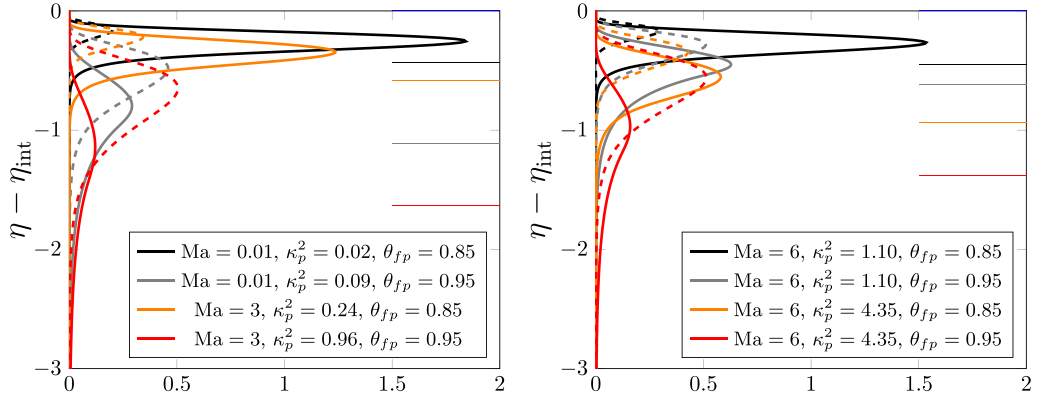 0
−1
−2
−3
η − η_int
0
0.5
1
1.5
2
Ma = 0.01, κ_p^2 = 0.02, θ_fp = 0.85
Ma = 0.01, κ_p^2 = 0.09, θ_fp = 0.95
Ma = 3, κ_p^2 = 0.24, θ_fp = 0.85
Ma = 3, κ_p^2 = 0.96, θ_fp = 0.95
0
−1
−2
−3
η − η_int
0
0.5
1
1.5
2
Ma = 6, κ_p^2 = 1.10, θ_fp = 0.85
Ma = 6, κ_p^2 = 1.10, θ_fp = 0.95
Ma = 6, κ_p^2 = 4.35, θ_fp = 0.85
Ma = 6, κ_p^2 = 4.35, θ_fp = 0.95